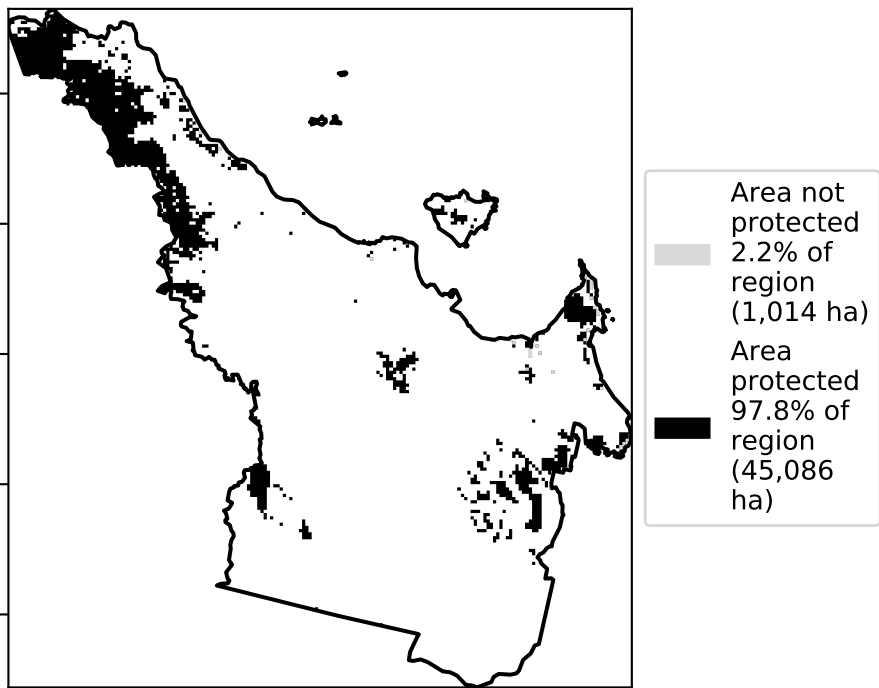 Area not
protected
2.2% of
region
(1,014 ha)
Area
protected
97.8% of
region
(45,086
ha)